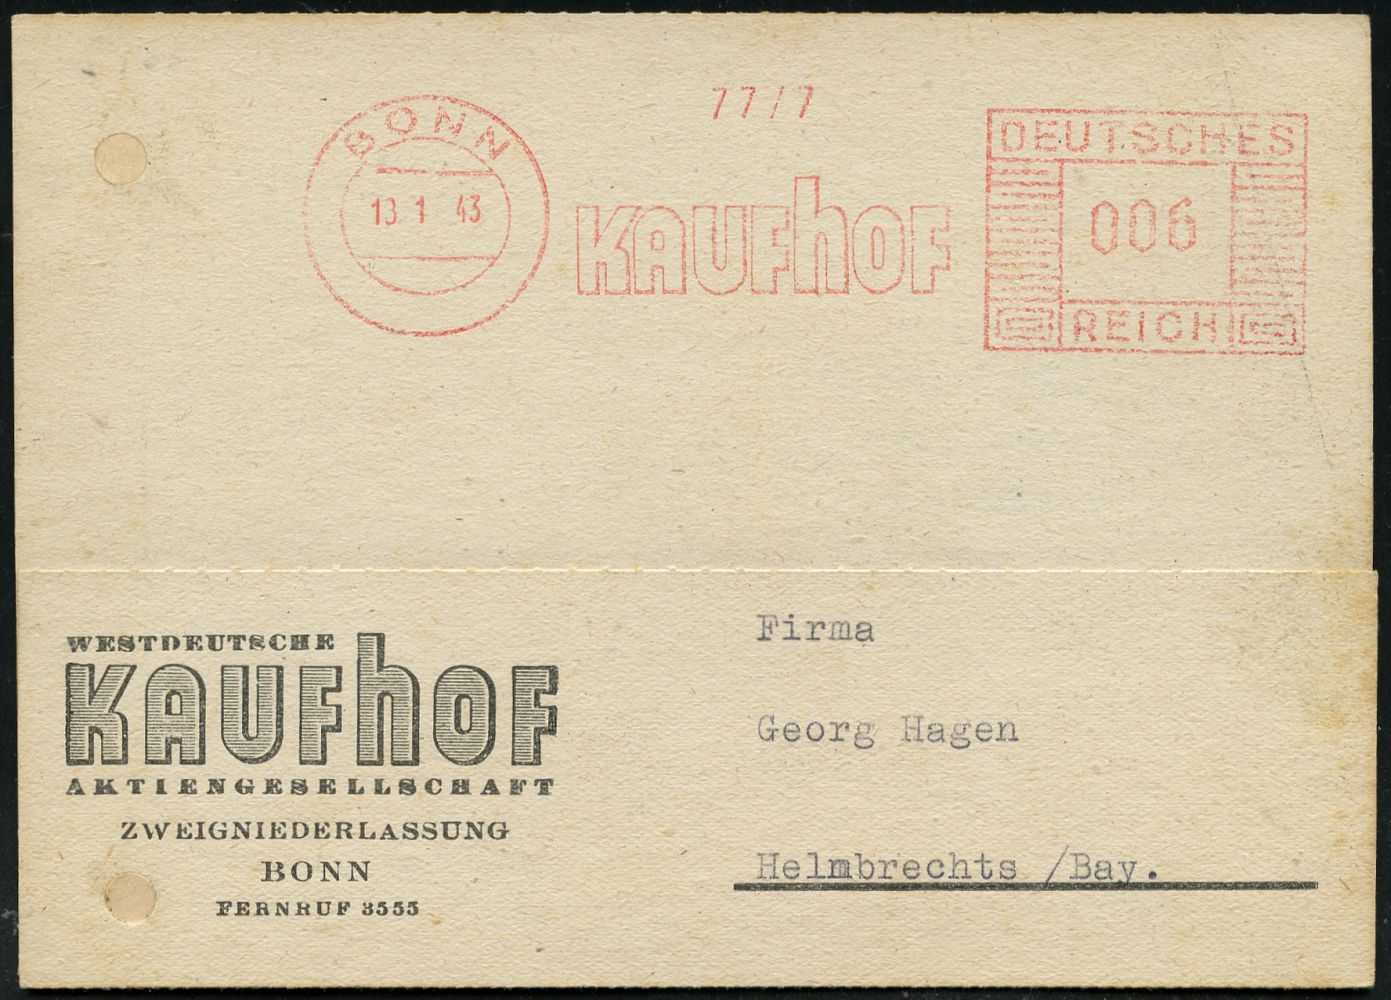 77/7
BONN
13 1 43
KAUFhOF
DEUTSCHES
006
REICH
WESTDEUTSCHE
KAUFhOF
AKTIENGESELLSCHAFT
ZWEIGNIEDERLASSUNG
BONN
FERNRUF 3555
Firma
Georg Hagen
Helmbrechts /Bay.